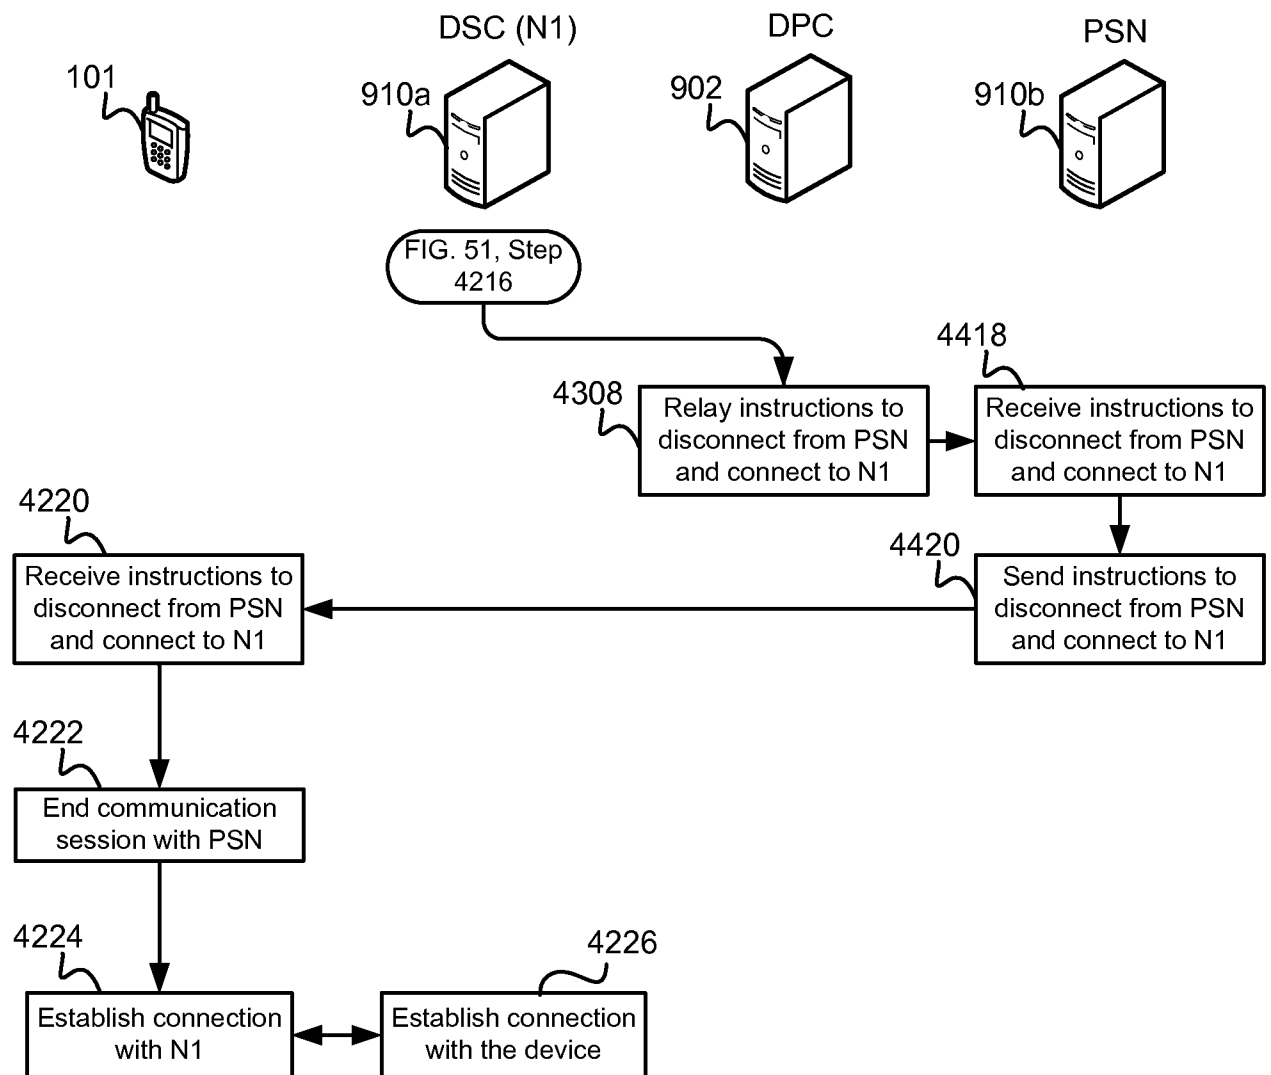 DSC (N1)
DPC
PSN
101
910a
902
910b
FIG. 51, Step
4216
4418
4308
Relay instructions to
disconnect from PSN
and connect to N1
Receive instructions to
disconnect from PSN
and connect to N1
4220
4420
Receive instructions to
disconnect from PSN
and connect to N1
Send instructions to
disconnect from PSN
and connect to N1
4222
End communication
session with PSN
4224
4226
Establish connection
with N1
Establish connection
with the device